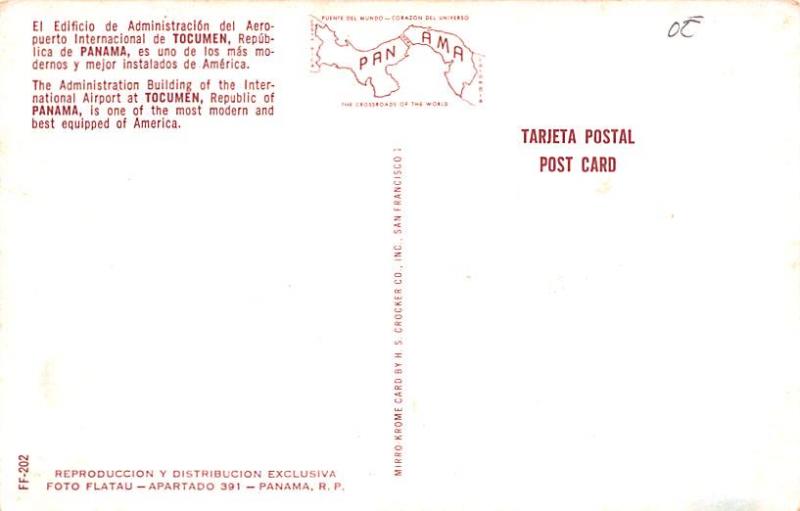 El Edificio de Administración del Aero-
puerto Internacional de TOCUMEN, Repúb-
lica de PANAMA, es uno de los más mo-
dernos y mejor instalados de América.
The Administration Building of the Inter-
national Airport at TOCUMEN, Republic of
PANAMA, is one of the most modern and
best equipped of America.
PUENTE DEL MUNDO — CORAZÓN DEL UNIVERSO
PAN AMA
THE CROSSROADS OF THE WORLD
TARJETA POSTAL
POST CARD
MIRRO KROME CARD BY H. S. CROCKER CO., INC., SAN FRANCISCO 1
FF-202
REPRODUCCION Y DISTRIBUCION EXCLUSIVA
FOTO FLATAU — APARTADO 391 — PANAMA, R. P.